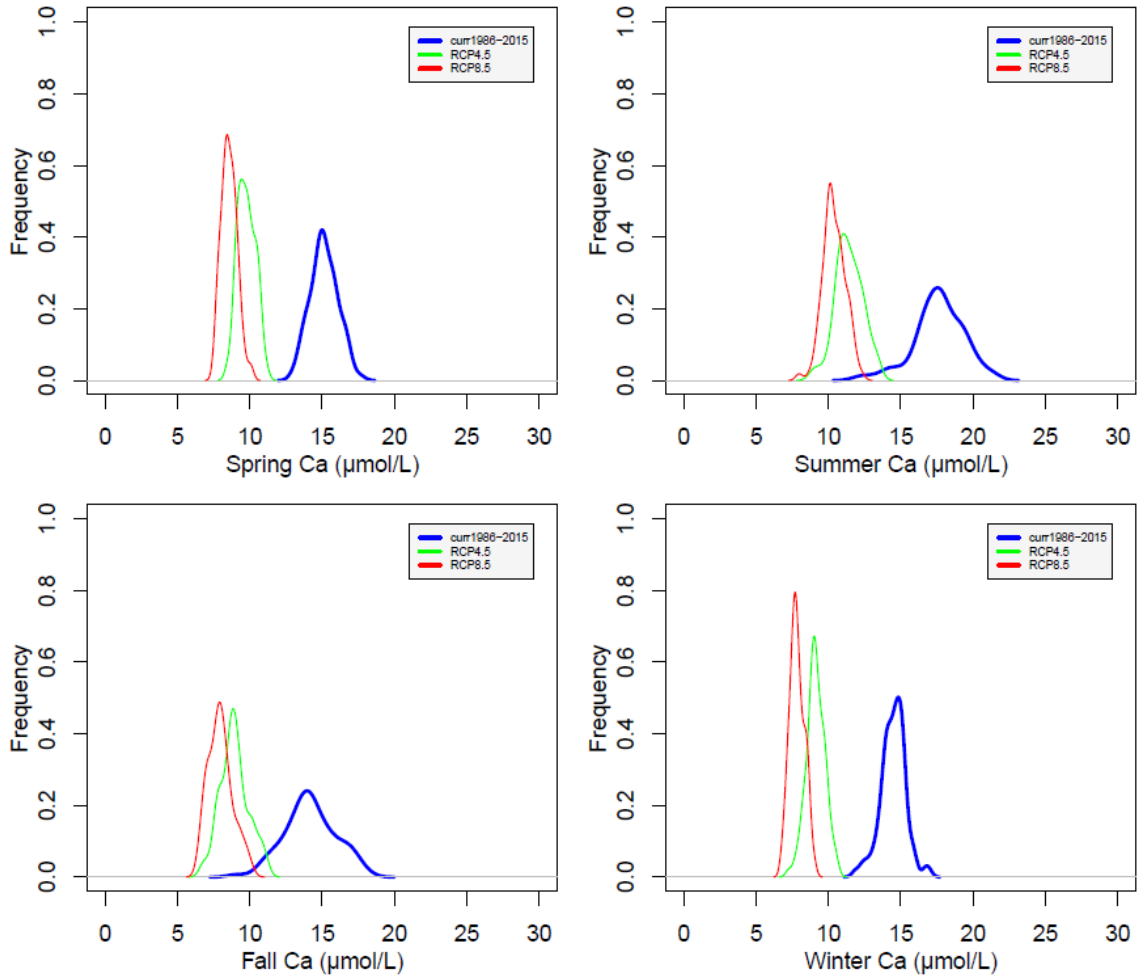 Frequency
0.0 0.2 0.4 0.6 0.8 1.0
curr1986-2015
RCP4.5
RCP8.5
0 5 10 15 20 25 30
Spring Ca (µmol/L)
Frequency
0.0 0.2 0.4 0.6 0.8 1.0
curr1986-2015
RCP4.5
RCP8.5
0 5 10 15 20 25 30
Summer Ca (µmol/L)
Frequency
0.0 0.2 0.4 0.6 0.8 1.0
curr1986-2015
RCP4.5
RCP8.5
0 5 10 15 20 25 30
Fall Ca (µmol/L)
Frequency
0.0 0.2 0.4 0.6 0.8 1.0
curr1986-2015
RCP4.5
RCP8.5
0 5 10 15 20 25 30
Winter Ca (µmol/L)